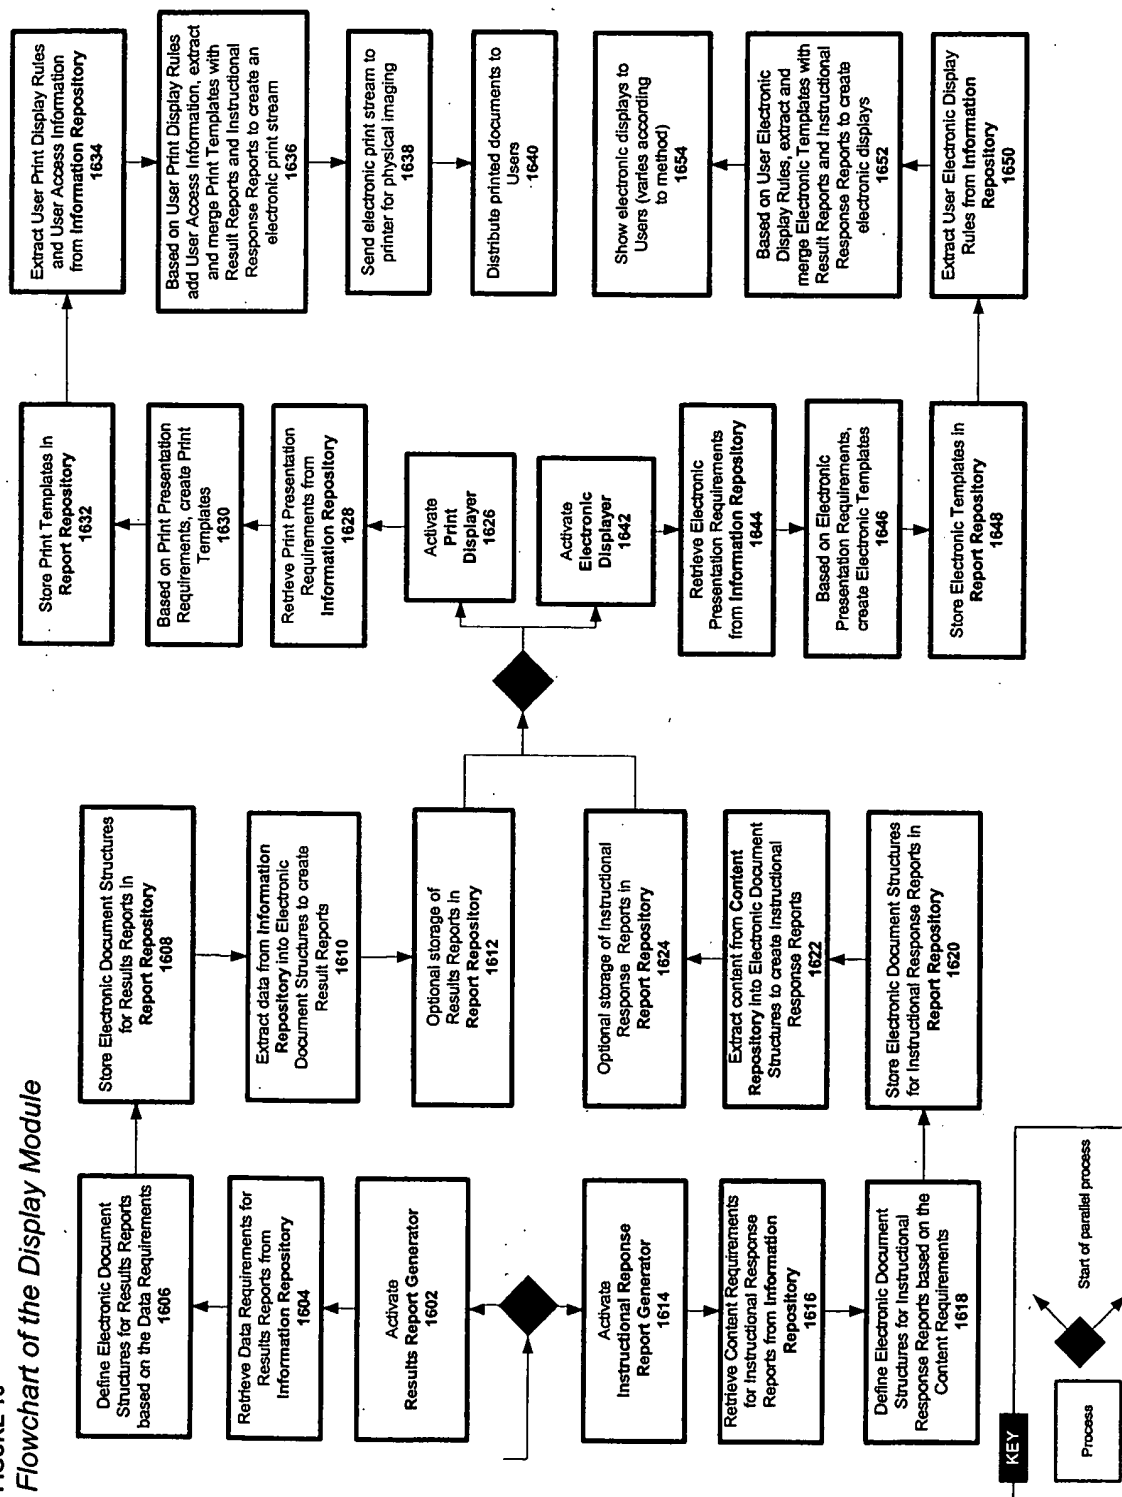 Flowchart of the Display Module
Define Electronic Document
Structures for Results Reports
based on the Data Requirements
1606
Retrieve Data Requirements for
Results Reports from
Information Repository
1604
Activate
Results Report Generator
1602
Activate
Instructional Reponse
Report Generator
1614
Retrieve Content Requirements
for Instructional Response
Reports from Information
Repository
1616
Define Electronic Document
Structures for Instructional
Response Reports based on the
Content Requirements
1618
Store Electronic Document Structures
for Results Reports in
Report Repository
1608
Extract data from Information
Repository into Electronic
Document Structures to create
Result Reports
1610
Optional storage of
Results Reports in
Report Repository
1612
Optional storage of Instructional
Response Reports in
Report Repository
1624
Extract content from Content
Repository into Electronic Document
Structures to create Instructional
Response Reports
1622
Store Electronic Document Structures
for Instructional Response Reports in
Report Repository
1620
Store Print Templates in
Report Repository
1632
Based on Print Presentation
Requirements, create Print
Templates
1630
Retrieve Print Presentation
Requirements from
Information Repository
1628
Activate
Print
Displayer
1626
Activate
Electronic
Displayer
1642
Retrieve Electronic
Presentation Requirements
from Information Repository
1644
Based on Electronic
Presentation Requirements,
create Electronic Templates
1646
Store Electronic Templates in
Report Repository
1648
Extract User Print Display Rules
and User Access Information
from Information Repository
1634
Based on User Print Display Rules
add User Access Information, extract
and merge Print Templates with
Result Reports and Instructional
Response Reports to create an
electronic print stream
1636
Send electronic print stream to
printer for physical imaging
1638
Distribute printed documents to
Users
1640
Show electronic displays to
Users (varies according
to method)
1654
Based on User Electronic
Display Rules, extract and
merge Electronic Templates with
Result Reports and Instructional
Response Reports to create
electronic displays
1652
Extract User Electronic Display
Rules from Information
Repository
1650
KEY
Process
Start of parallel process